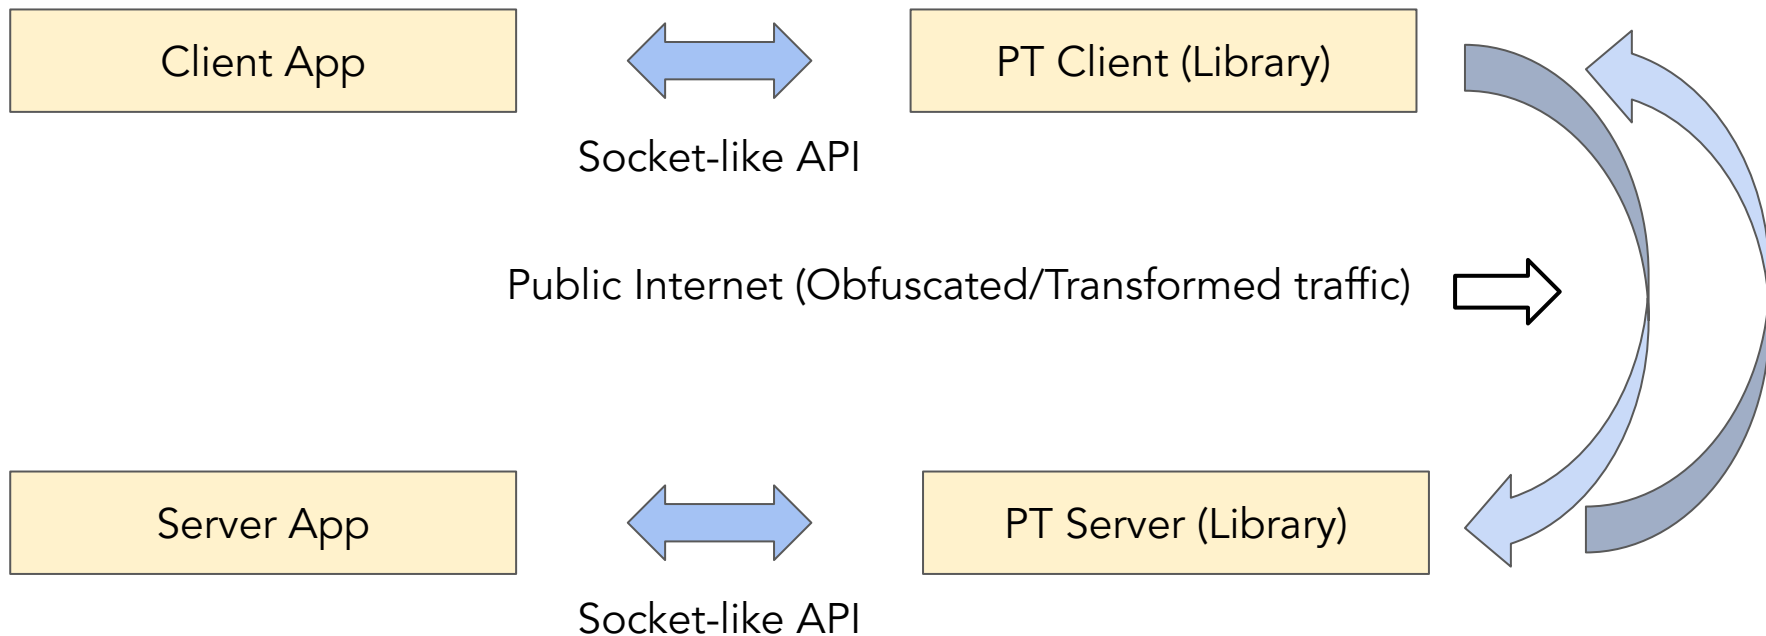 Client App
PT Client (Library)
Socket-like API
Public Internet (Obfuscated/Transformed traffic)
Server App
PT Server (Library)
Socket-like API